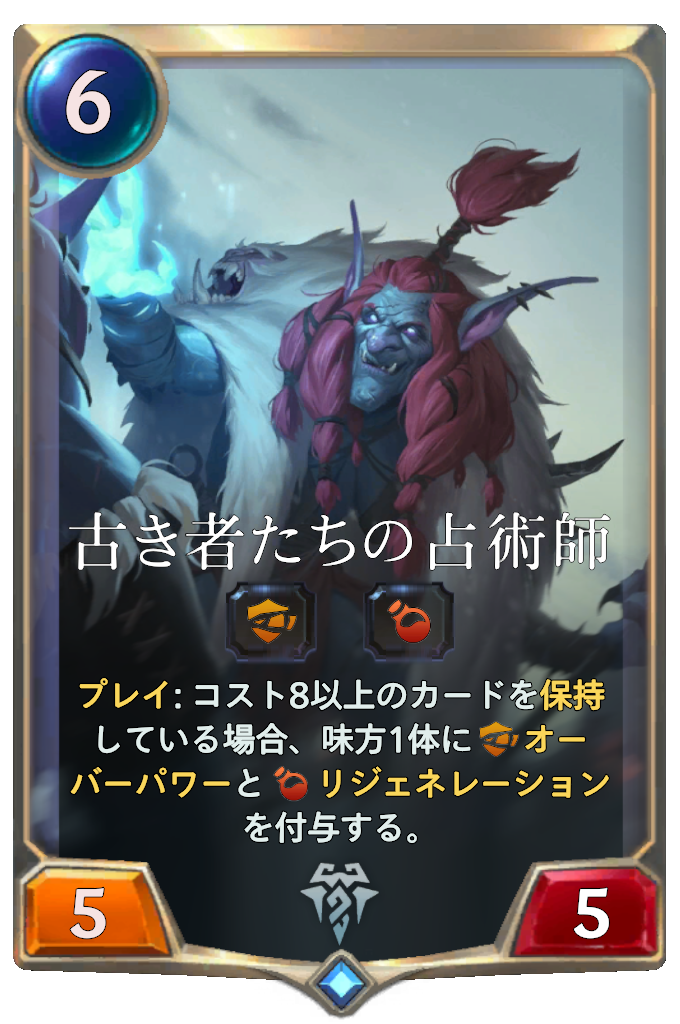 6
古き者たちの占術師
プレイ: コスト8以上のカードを保持
している場合、味方1体に オー
バーパワーと リジェネレーション
を付与する。
5 5